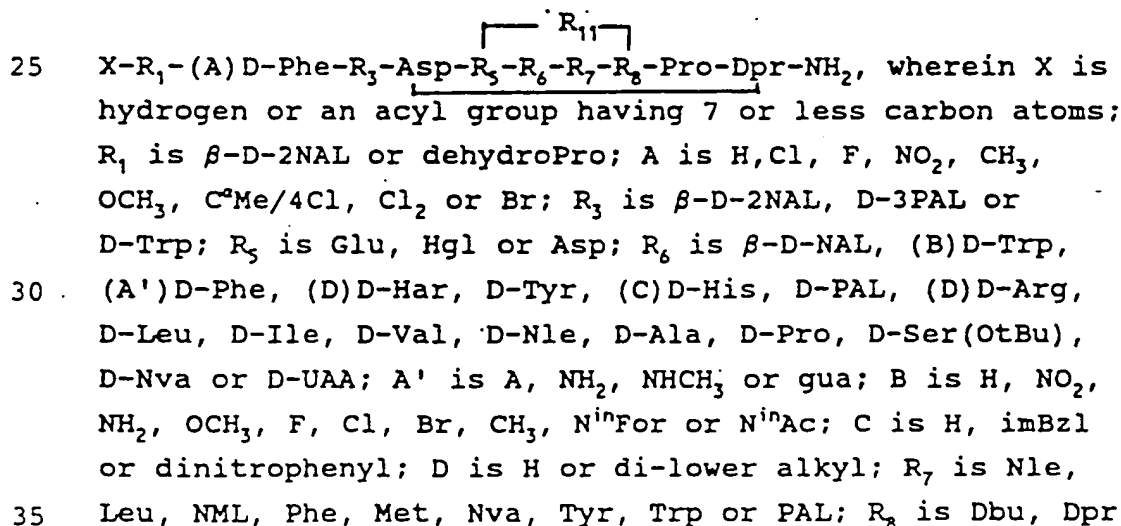 R₁₁
25 X-R₁-(A)D-Phe-R₃-Asp-R₅-R₆-R₇-R₈-Pro-Dpr-NH₂, wherein X is
hydrogen or an acyl group having 7 or less carbon atoms;
R₁ is β-D-2NAL or dehydroPro; A is H,Cl, F, NO₂, CH₃,
OCH₃, CᵅMe/4Cl, Cl₂ or Br; R₃ is β-D-2NAL, D-3PAL or
D-Trp; R₅ is Glu, Hgl or Asp; R₆ is β-D-NAL, (B)D-Trp,
30 (A')D-Phe, (D)D-Har, D-Tyr, (C)D-His, D-PAL, (D)D-Arg,
D-Leu, D-Ile, D-Val, D-Nle, D-Ala, D-Pro, D-Ser(OtBu),
D-Nva or D-UAA; A' is A, NH₂, NHCH₃ or gua; B is H, NO₂,
NH₂, OCH₃, F, Cl, Br, CH₃, NⁱⁿFor or NⁱⁿAc; C is H, imBzl
or dinitrophenyl; D is H or di-lower alkyl; R₇ is Nle,
35 Leu, NML, Phe, Met, Nva, Tyr, Trp or PAL; R₈ is Dbu, Dpr